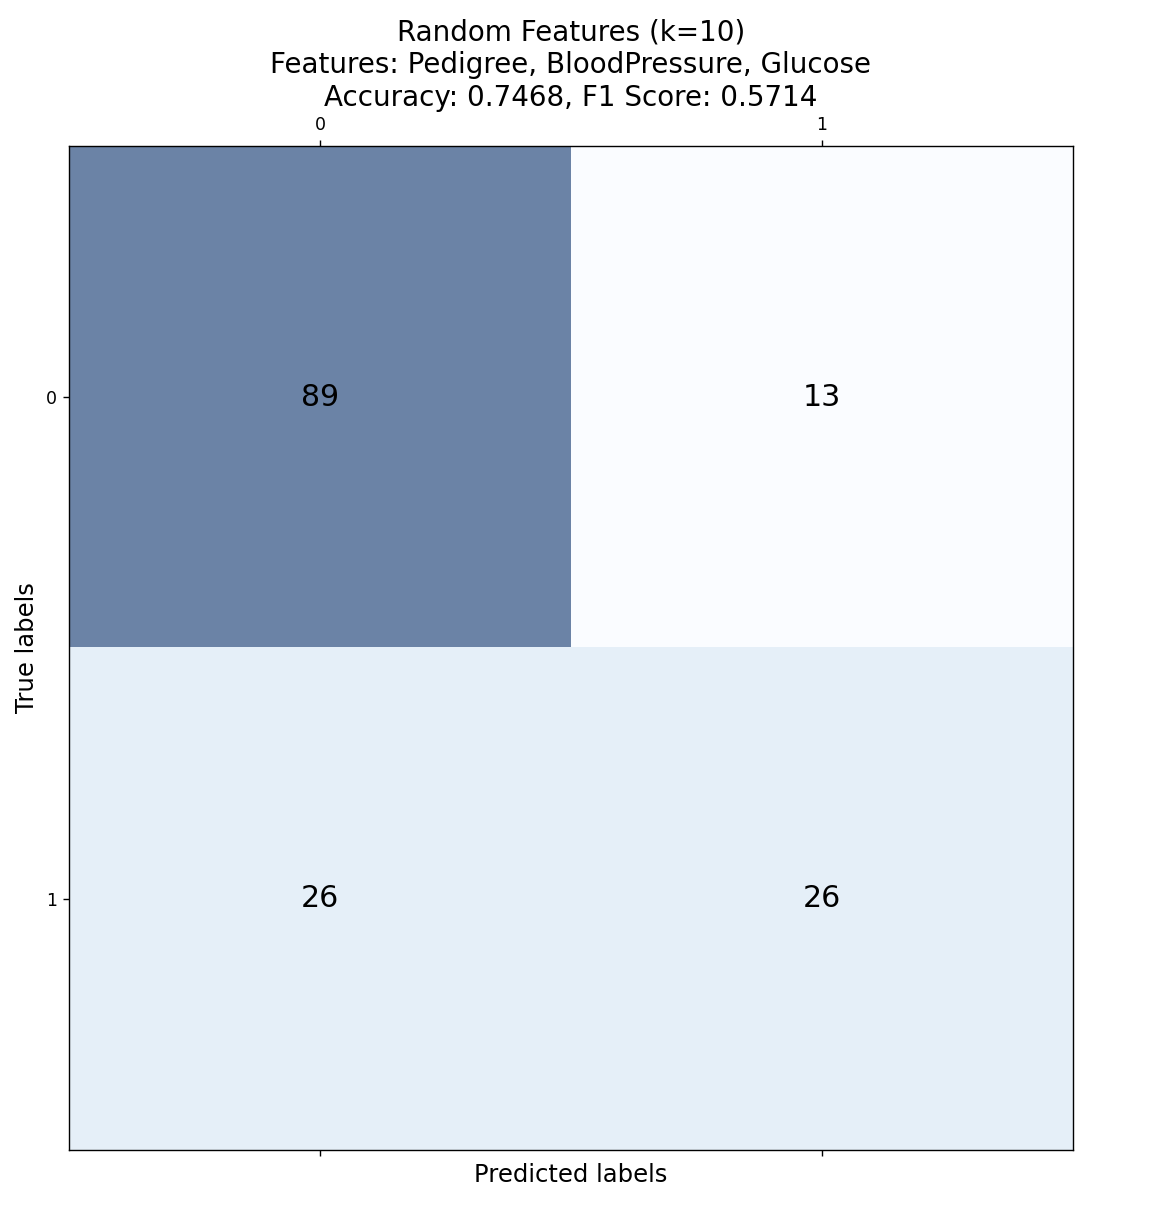 Random Features (k=10)
Features: Pedigree, BloodPressure, Glucose
Accuracy: 0.7468, F1 Score: 0.5714
0 1
0 89 13
True labels
1 26 26
Predicted labels